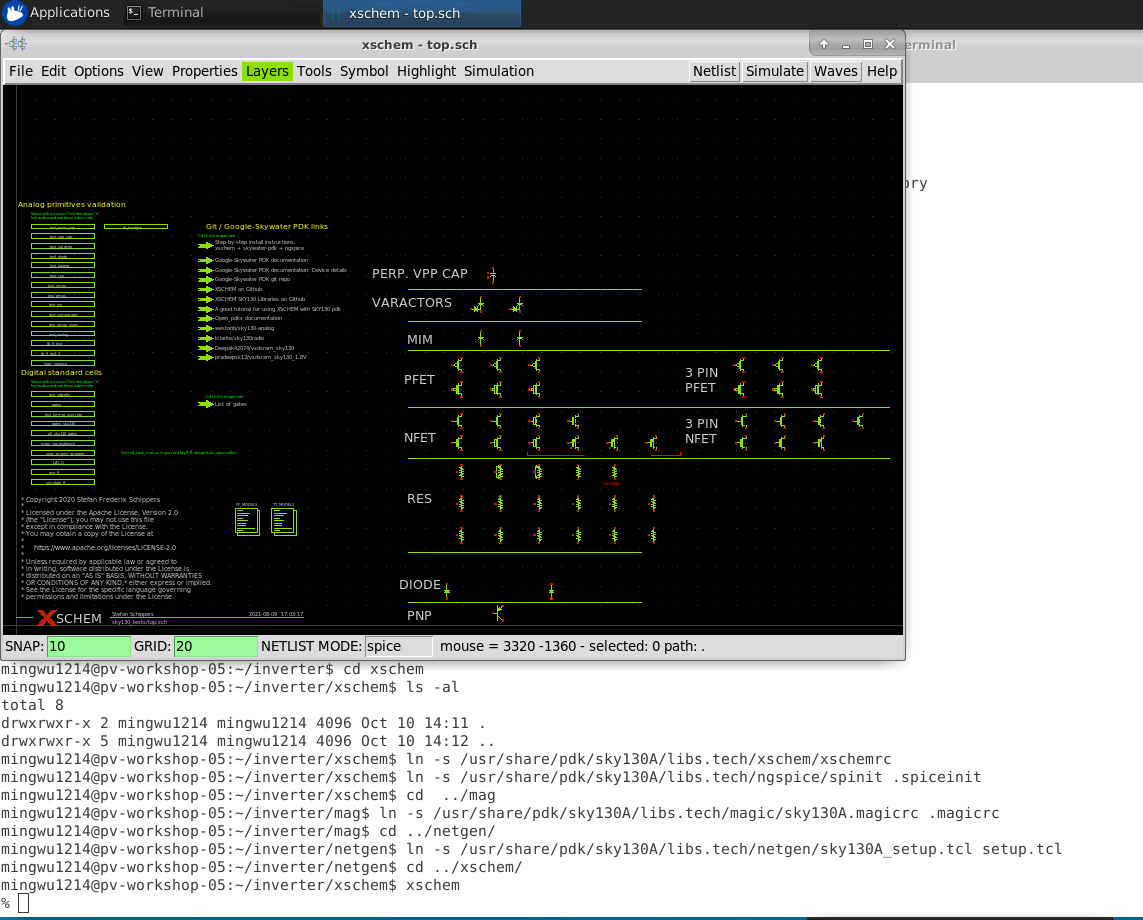 Applications
Terminal
xschem - top.sch
xschem - top.sch
erminal
File Edit Options View Properties Layers Tools Symbol Highlight Simulation
Netlist Simulate Waves Help
ory
Analog primitives validation
Git / Google-Skywater PDK links
Step-by-step install instructions.
xschem + skywater-pdk + ngspice
Google-Skywater PDK documentation
Google-Skywater PDK documentation: Device details
Google-Skywater PDK git repo
XSCHEM on Github
XSCHEM SKY130 Libraries on Github
A good tutorial for using XSCHEM with SKY130 pdk
Open_pdks documentation
westonb/sky130-analog
tclarke/sky130radio
Deepak42074/vsdsram_sky130
pradeepsk13/vsdsram_sky130_1.8V
List of gates
Digital standard cells
PERP. VPP CAP
VARACTORS
MIM
PFET
3 PIN
PFET
NFET
3 PIN
NFET
RES
DIODE
PNP
* Copyright 2020 Stefan Frederik Schippers
*
* Licensed under the Apache License, Version 2.0
* (the "License"); you may not use this file
* except in compliance with the License.
* You may obtain a copy of the License at
*
* https://www.apache.org/licenses/LICENSE-2.0
*
* Unless required by applicable law or agreed to
* in writing, software distributed under the License is
* distributed on an "AS IS" BASIS, WITHOUT WARRANTIES
* OR CONDITIONS OF ANY KIND,* either express or implied.
* See the License for the specific language governing
* permissions and limitations under the License.
XSCHEM
Stefan Schippers
2021-08-09 17:03:17
sky130_tests/top.sch
SNAP: 10 GRID: 20 NETLIST MODE: spice mouse = 3320 -1360 - selected: 0 path: .
mingwu1214@pv-workshop-05:~/inverter$ cd xschem
mingwu1214@pv-workshop-05:~/inverter/xschem$ ls -al
total 8
drwxrwxr-x 2 mingwu1214 mingwu1214 4096 Oct 10 14:11 .
drwxrwxr-x 5 mingwu1214 mingwu1214 4096 Oct 10 14:12 ..
mingwu1214@pv-workshop-05:~/inverter/xschem$ ln -s /usr/share/pdk/sky130A/libs.tech/xschem/xschemrc
mingwu1214@pv-workshop-05:~/inverter/xschem$ ln -s /usr/share/pdk/sky130A/libs.tech/ngspice/spinit .spiceinit
mingwu1214@pv-workshop-05:~/inverter/xschem$ cd  ../mag
mingwu1214@pv-workshop-05:~/inverter/mag$ ln -s /usr/share/pdk/sky130A/libs.tech/magic/sky130A.magicrc .magicrc
mingwu1214@pv-workshop-05:~/inverter/mag$ cd ../netgen/
mingwu1214@pv-workshop-05:~/inverter/netgen$ ln -s /usr/share/pdk/sky130A/libs.tech/netgen/sky130A_setup.tcl setup.tcl
mingwu1214@pv-workshop-05:~/inverter/netgen$ cd ../xschem/
mingwu1214@pv-workshop-05:~/inverter/xschem$ xschem
%